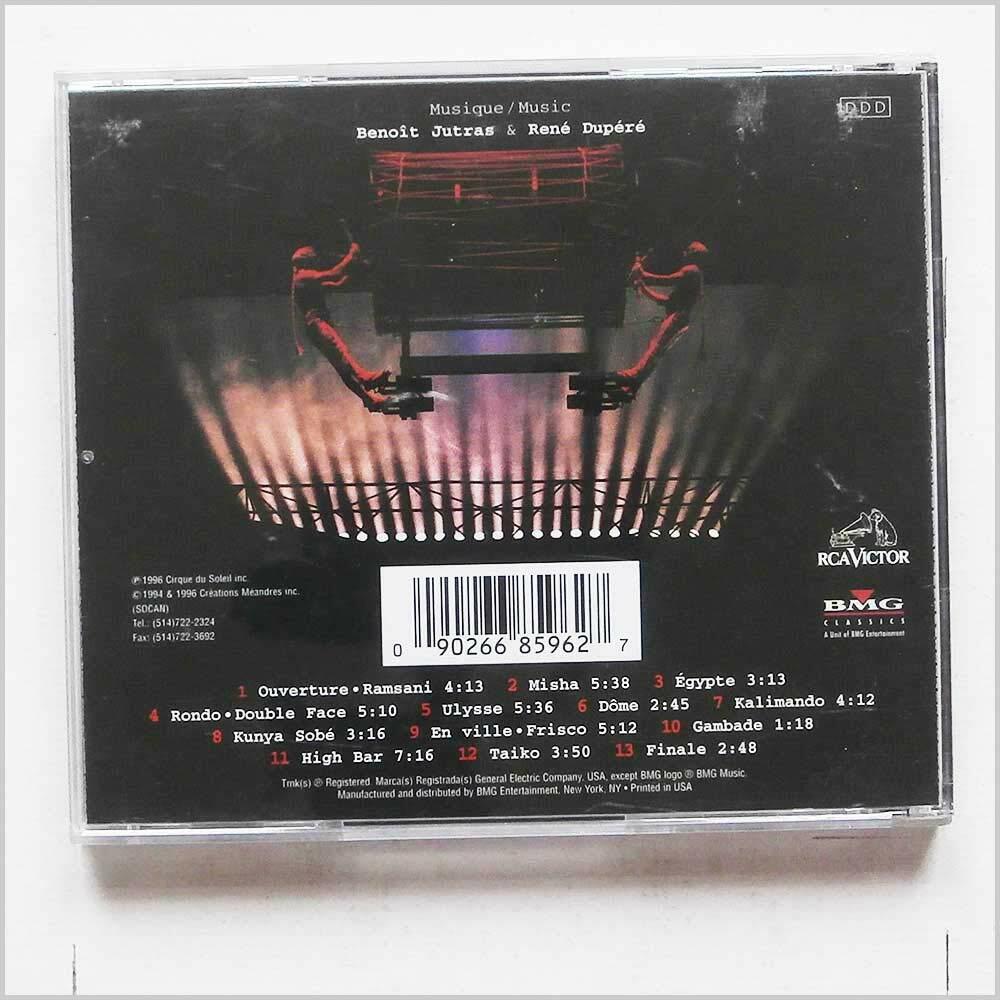 Musique/Music
Benoît Jutras & René Dupéré
DDD
RCAVICTOR
BMG
CLASSICS
A Unit of BMG Entertainment
℗ 1996 Cirque du Soleil inc.
© 1994 & 1996 Créations Méandres inc.
(SOCAN)
Tel.: (514)722-2324
Fax: (514)722-3692
0 90266 85962 7
1 Ouverture•Ramsani 4:13 2 Misha 5:38 3 Égypte 3:13
4 Rondo•Double Face 5:10 5 Ulysse 5:36 6 Dôme 2:45 7 Kalimando 4:12
8 Kunya Sobé 3:16 9 En ville•Frisco 5:12 10 Gambade 1:18
11 High Bar 7:16 12 Taiko 3:50 13 Finale 2:48
Tmk(s) ® Registered. Marca(s) Registrada(s) General Electric Company, USA, except BMG logo ® BMG Music.
Manufactured and distributed by BMG Entertainment, New York, NY • Printed in USA